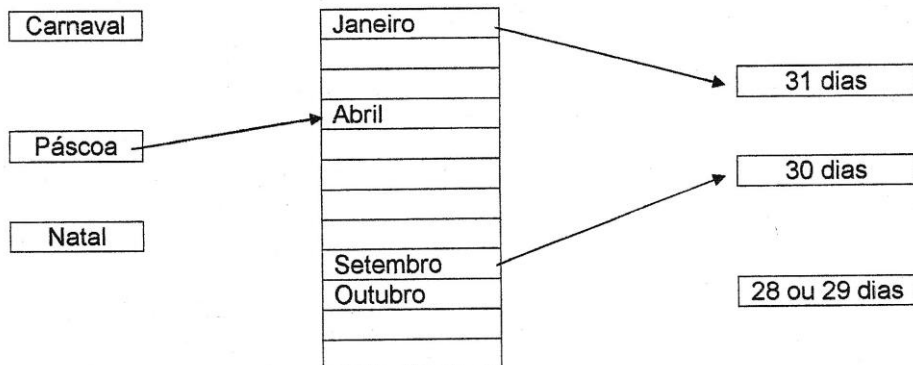 Carnaval
Páscoa
Natal
Janeiro
Abril
Setembro
Outubro
31 dias
30 dias
28 ou 29 dias